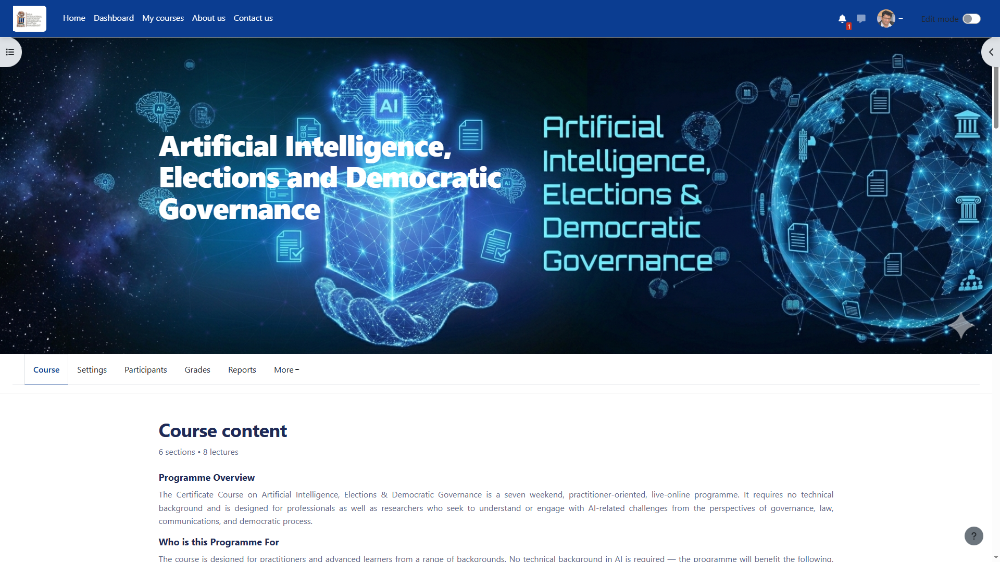 Home Dashboard My courses About us Contact us
1
Edit mode
AI
AI
AI
AI
Artificial Intelligence,
Elections and Democratic
Governance
Artificial
Intelligence,
Elections &
Democratic
Governance
Course Settings Participants Grades Reports More
Course content
6 sections • 8 lectures
Programme Overview
The Certificate Course on Artificial Intelligence, Elections & Democratic Governance is a seven weekend, practitioner-oriented, live-online programme. It requires no technical
background and is designed for professionals as well as researchers who seek to understand or engage with AI-related challenges from the perspectives of governance, law,
communications, and democratic process.
Who is this Programme For
The course is designed for practitioners and advanced learners from a range of backgrounds. No technical background in AI is required — the programme will benefit the following.
?